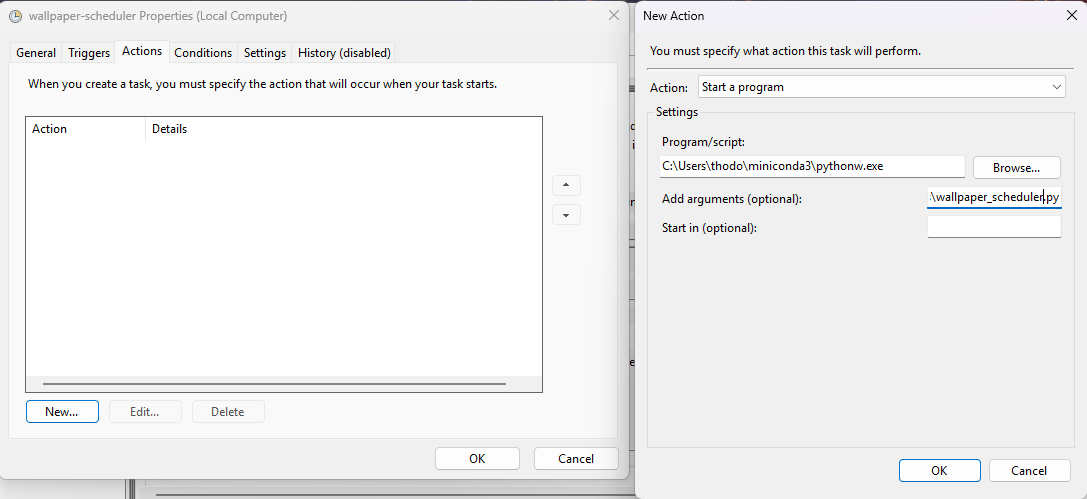 wallpaper-scheduler Properties (Local Computer)
General Triggers Actions Conditions Settings History (disabled)
When you create a task, you must specify the action that will occur when your task starts.
Action Details
New... Edit... Delete
OK Cancel
New Action
You must specify what action this task will perform.
Action: Start a program
Settings
Program/script:
C:\Users\thodo\miniconda3\pythonw.exe Browse...
Add arguments (optional): .\wallpaper_scheduler.py
Start in (optional):
OK Cancel